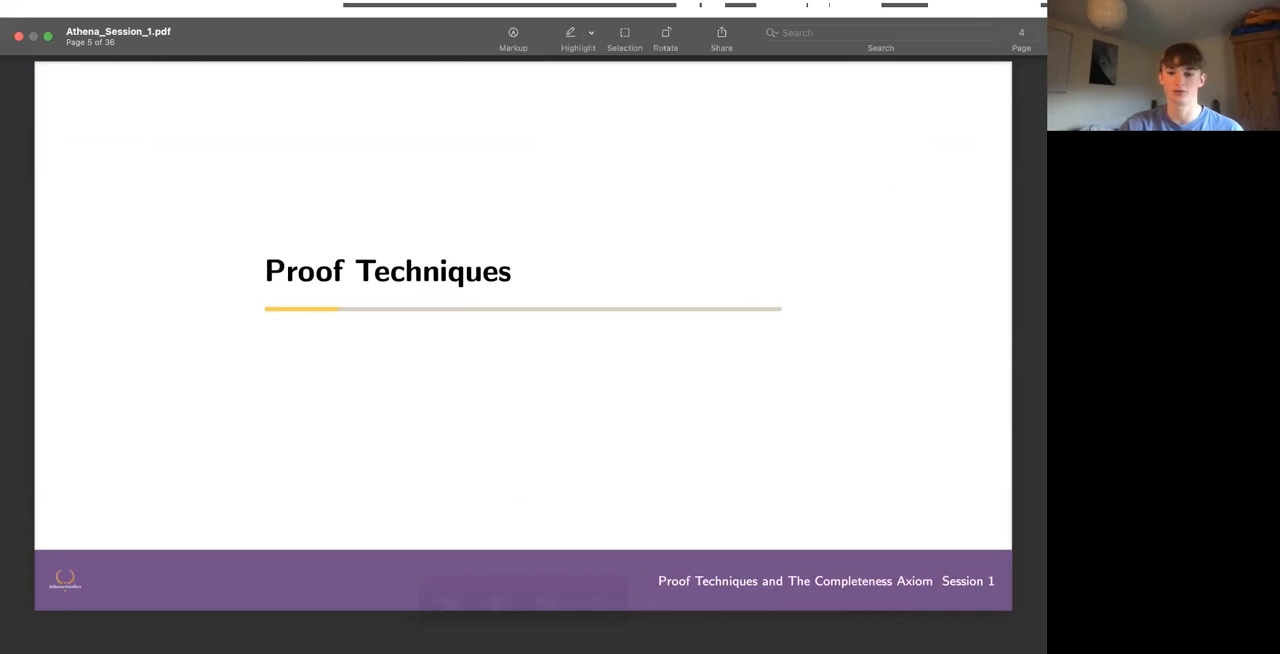 Athena_Session_1.pdf
Page 5 of 36
Markup
Highlight
Selection
Rotate
Share
Search
Search
4
Page
Proof Techniques
AthenaStudies
Proof Techniques and The Completeness Axiom Session 1